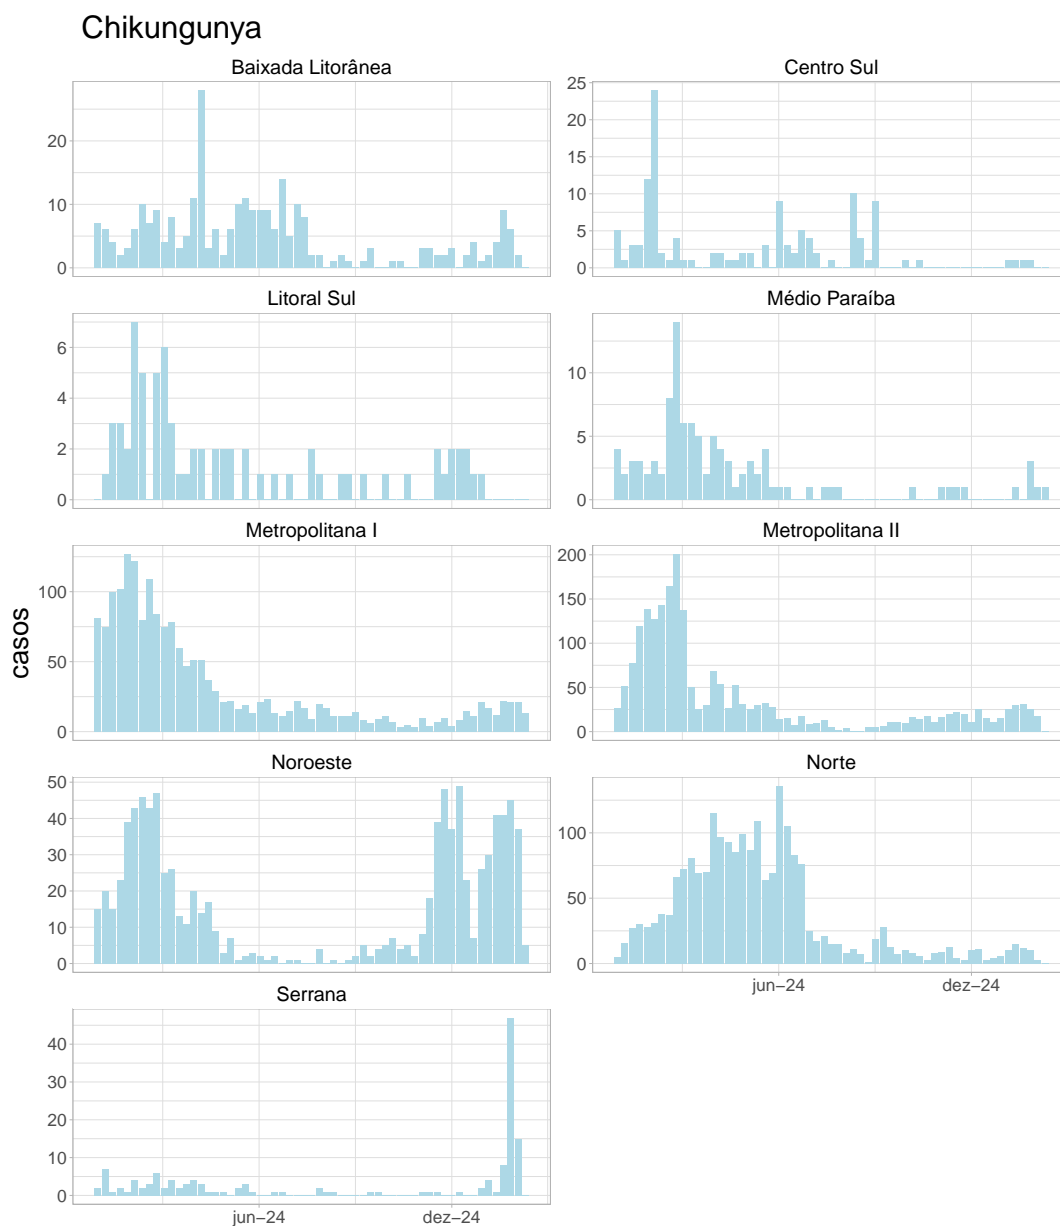 Chikungunya
Baixada Litorânea
Centro Sul
20
10
0
25
20
15
10
5
0
Litoral Sul
Médio Paraíba
6
4
2
0
10
5
0
Metropolitana I
Metropolitana II
casos
100
50
0
200
150
100
50
0
Noroeste
Norte
50
40
30
20
10
0
100
50
0
jun−24
dez−24
Serrana
40
30
20
10
0
jun−24
dez−24